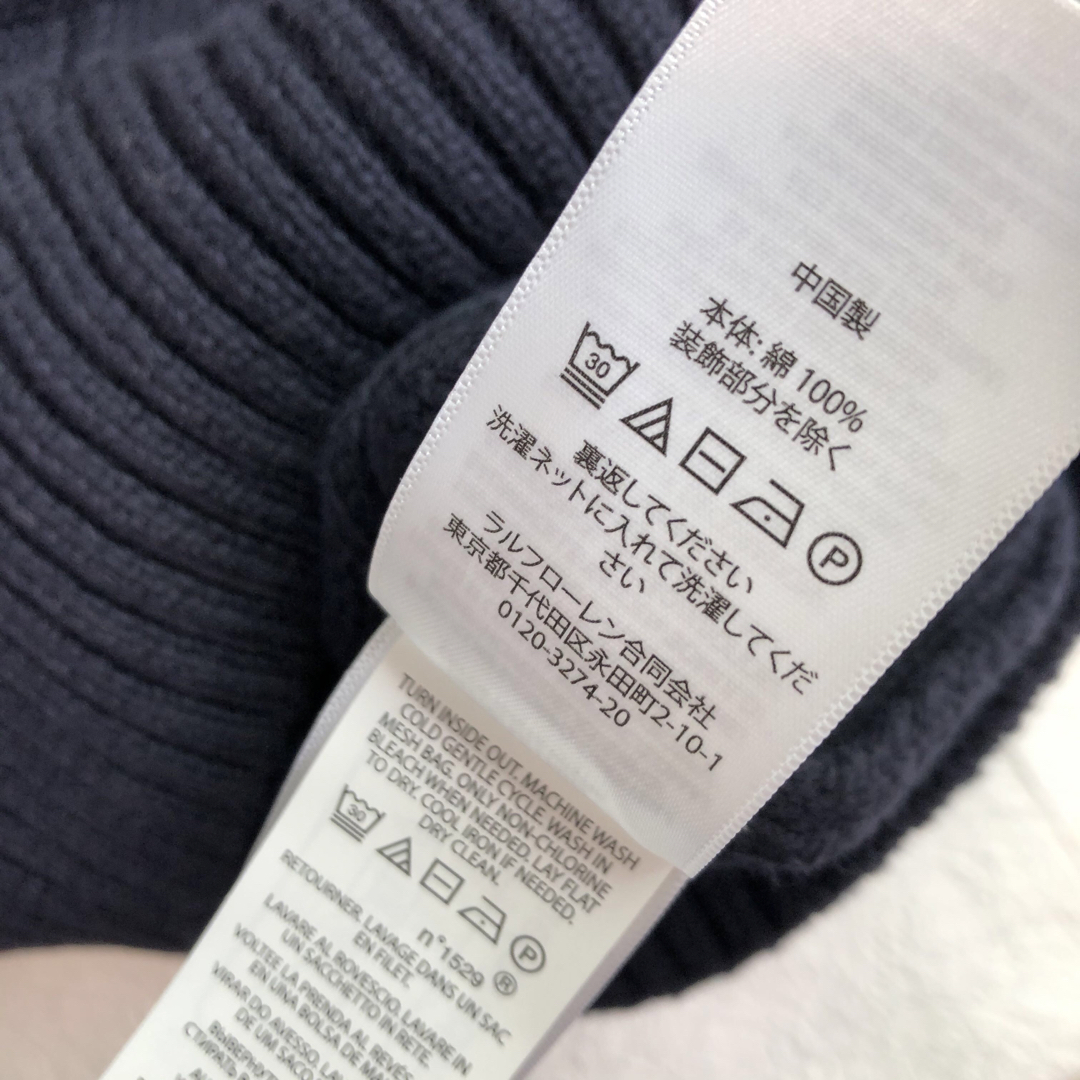 中国製
本体: 綿 100%
装飾部分を除く
30
P
裏返してください
洗濯ネットに入れて洗濯してくだ
さい
ラルフローレン合同会社
東京都千代田区永田町2-10-1
0120-3274-20
TURN INSIDE OUT. MACHINE WASH
COLD GENTLE CYCLE. WASH IN
MESH BAG. ONLY NON-CHLORINE
BLEACH WHEN NEEDED. LAY FLAT
TO DRY. COOL IRON IF NEEDED.
DRY CLEAN.
30
P
n°1529 ®
RETOURNER. LAVAGE DANS UN SAC
EN FILET.
LAVARE AL ROVESCIO. LAVARE IN
UN SACCHETTO IN RETE.
VOLTEE LA PRENDA AL REVÉS
EN UNA BOLSA DE
VIRAR DO AVESSO.
DE UM SACO
СТИРАТЬ